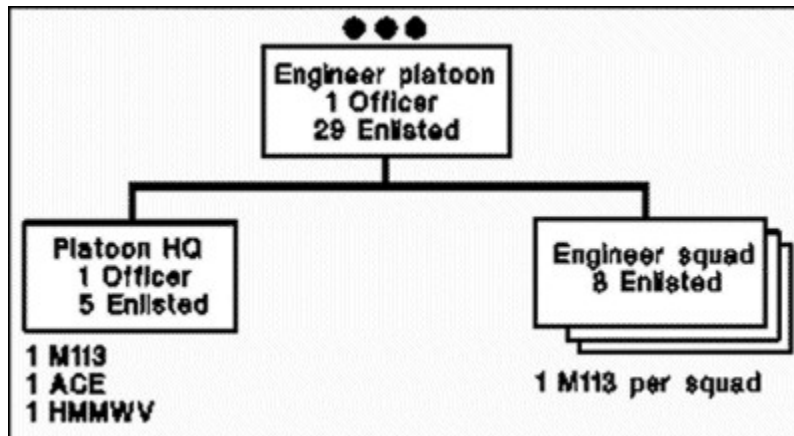 Engineer platoon
1 Officer
29 Enlisted
Platoon HQ
1 Officer
5 Enlisted
1 M113
1 ACE
1 HMMWV
Engineer squad
8 Enlisted
1 M113 per squad